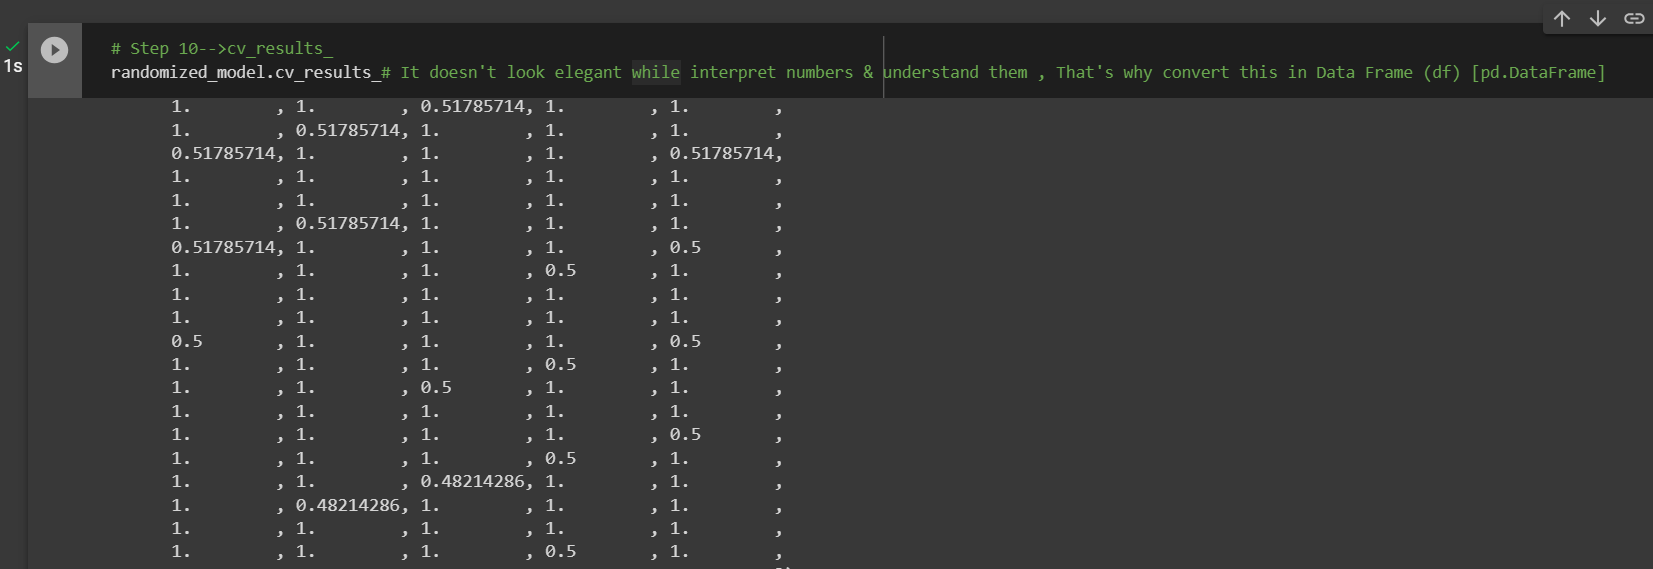 # Step 10-->cv_results_
1s
randomized_model.cv_results_# It doesn't look elegant while interpret numbers & understand them , That's why convert this in Data Frame (df) [pd.DataFrame]
1. , 1. , 0.51785714, 1. , 1. ,
1. , 0.51785714, 1. , 1. , 1. ,
0.51785714, 1. , 1. , 1. , 0.51785714,
1. , 1. , 1. , 1. , 1. ,
1. , 1. , 1. , 1. , 1. ,
1. , 0.51785714, 1. , 1. , 1. ,
0.51785714, 1. , 1. , 1. , 0.5 ,
1. , 1. , 1. , 0.5 , 1. ,
1. , 1. , 1. , 1. , 1. ,
1. , 1. , 1. , 1. , 1. ,
0.5 , 1. , 1. , 1. , 0.5 ,
1. , 1. , 1. , 0.5 , 1. ,
1. , 1. , 0.5 , 1. , 1. ,
1. , 1. , 1. , 1. , 1. ,
1. , 1. , 1. , 1. , 0.5 ,
1. , 1. , 1. , 0.5 , 1. ,
1. , 1. , 0.48214286, 1. , 1. ,
1. , 0.48214286, 1. , 1. , 1. ,
1. , 1. , 1. , 1. , 1. ,
1. , 1. , 1. , 0.5 , 1. ,